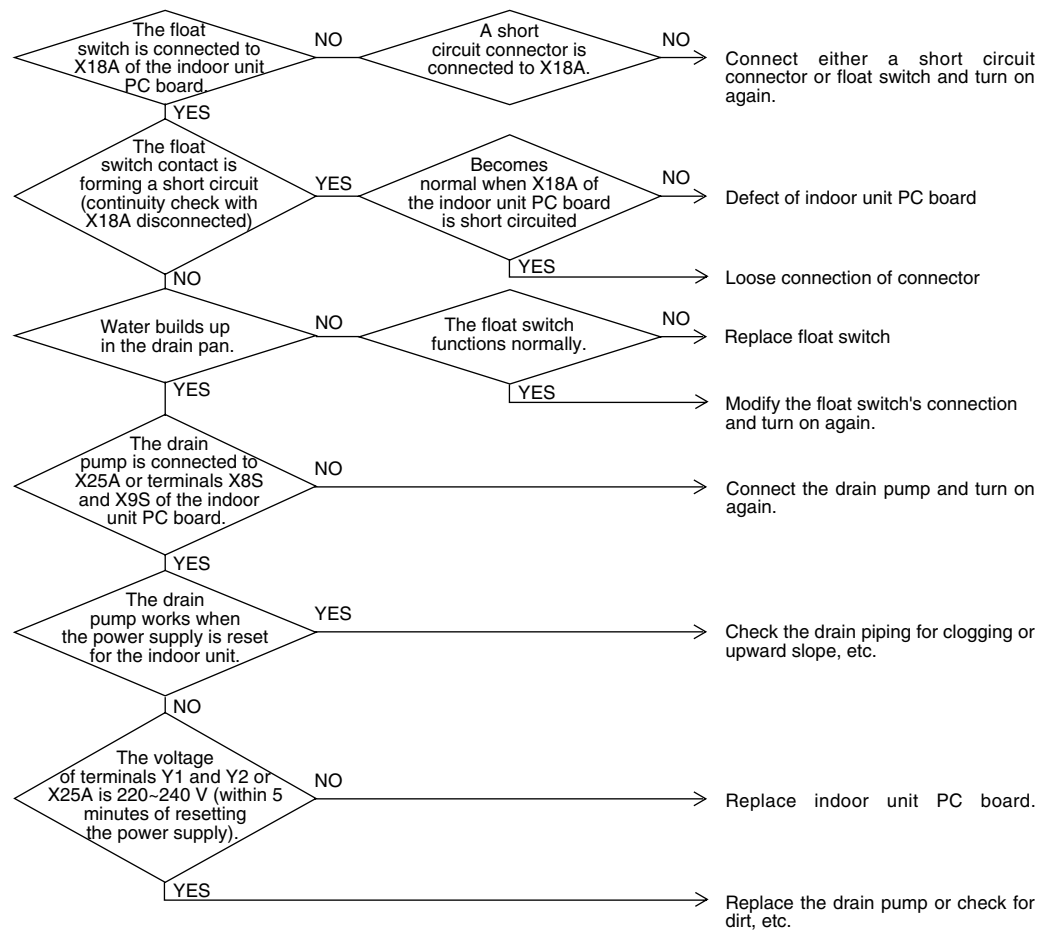 The float
switch is connected to
X18A of the indoor unit
PC board.
NO
A short
circuit connector is
connected to X18A.
NO
Connect either a short circuit
connector or float switch and turn on
again.
YES
The float
switch contact is
forming a short circuit
(continuity check with
X18A disconnected)
YES
Becomes
normal when X18A of
the indoor unit PC board
is short circuited
NO
Defect of indoor unit PC board
YES
Loose connection of connector
NO
Water builds up
in the drain pan.
NO
The float switch
functions normally.
NO
Replace float switch
YES
Modify the float switch's connection
and turn on again.
YES
The drain
pump is connected to
X25A or terminals X8S
and X9S of the indoor
unit PC board.
NO
Connect the drain pump and turn on
again.
YES
The drain
pump works when
the power supply is reset
for the indoor unit.
YES
Check the drain piping for clogging or
upward slope, etc.
NO
The voltage
of terminals Y1 and Y2 or
X25A is 220~240 V (within 5
minutes of resetting
the power supply).
NO
Replace indoor unit PC board.
YES
Replace the drain pump or check for
dirt, etc.